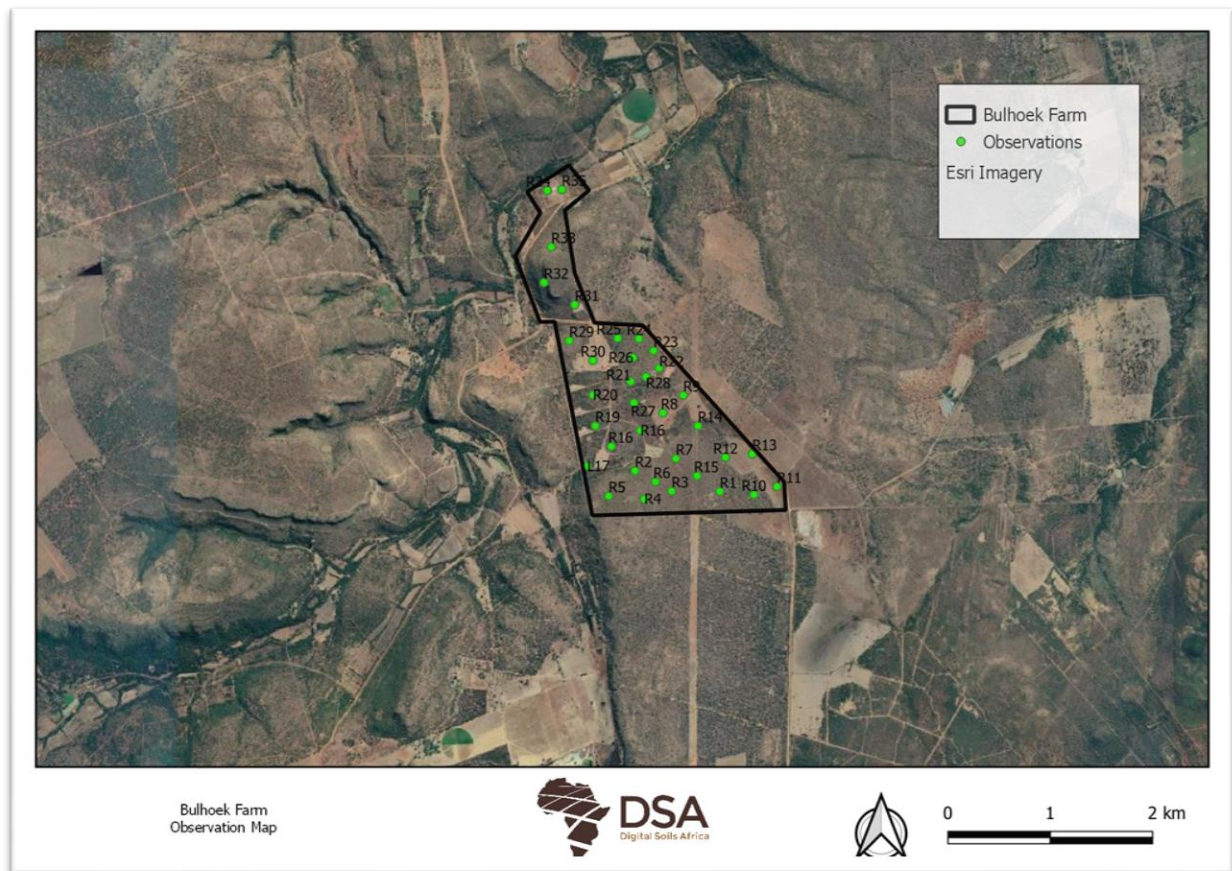 Bulhoek Farm
Observations
Esri Imagery
R35
R33
R32
R31
R29
R25
R23
R30
R26
R22
R21
R28
R20
R9
R27
R8
R19
R14
R16
R16
R7
R12
R13
R2
R6
R15
R11
R5
R4
R3
R1
R10
Bulhoek Farm
Observation Map
DSA
Digital Soils Africa
0
1
2 km